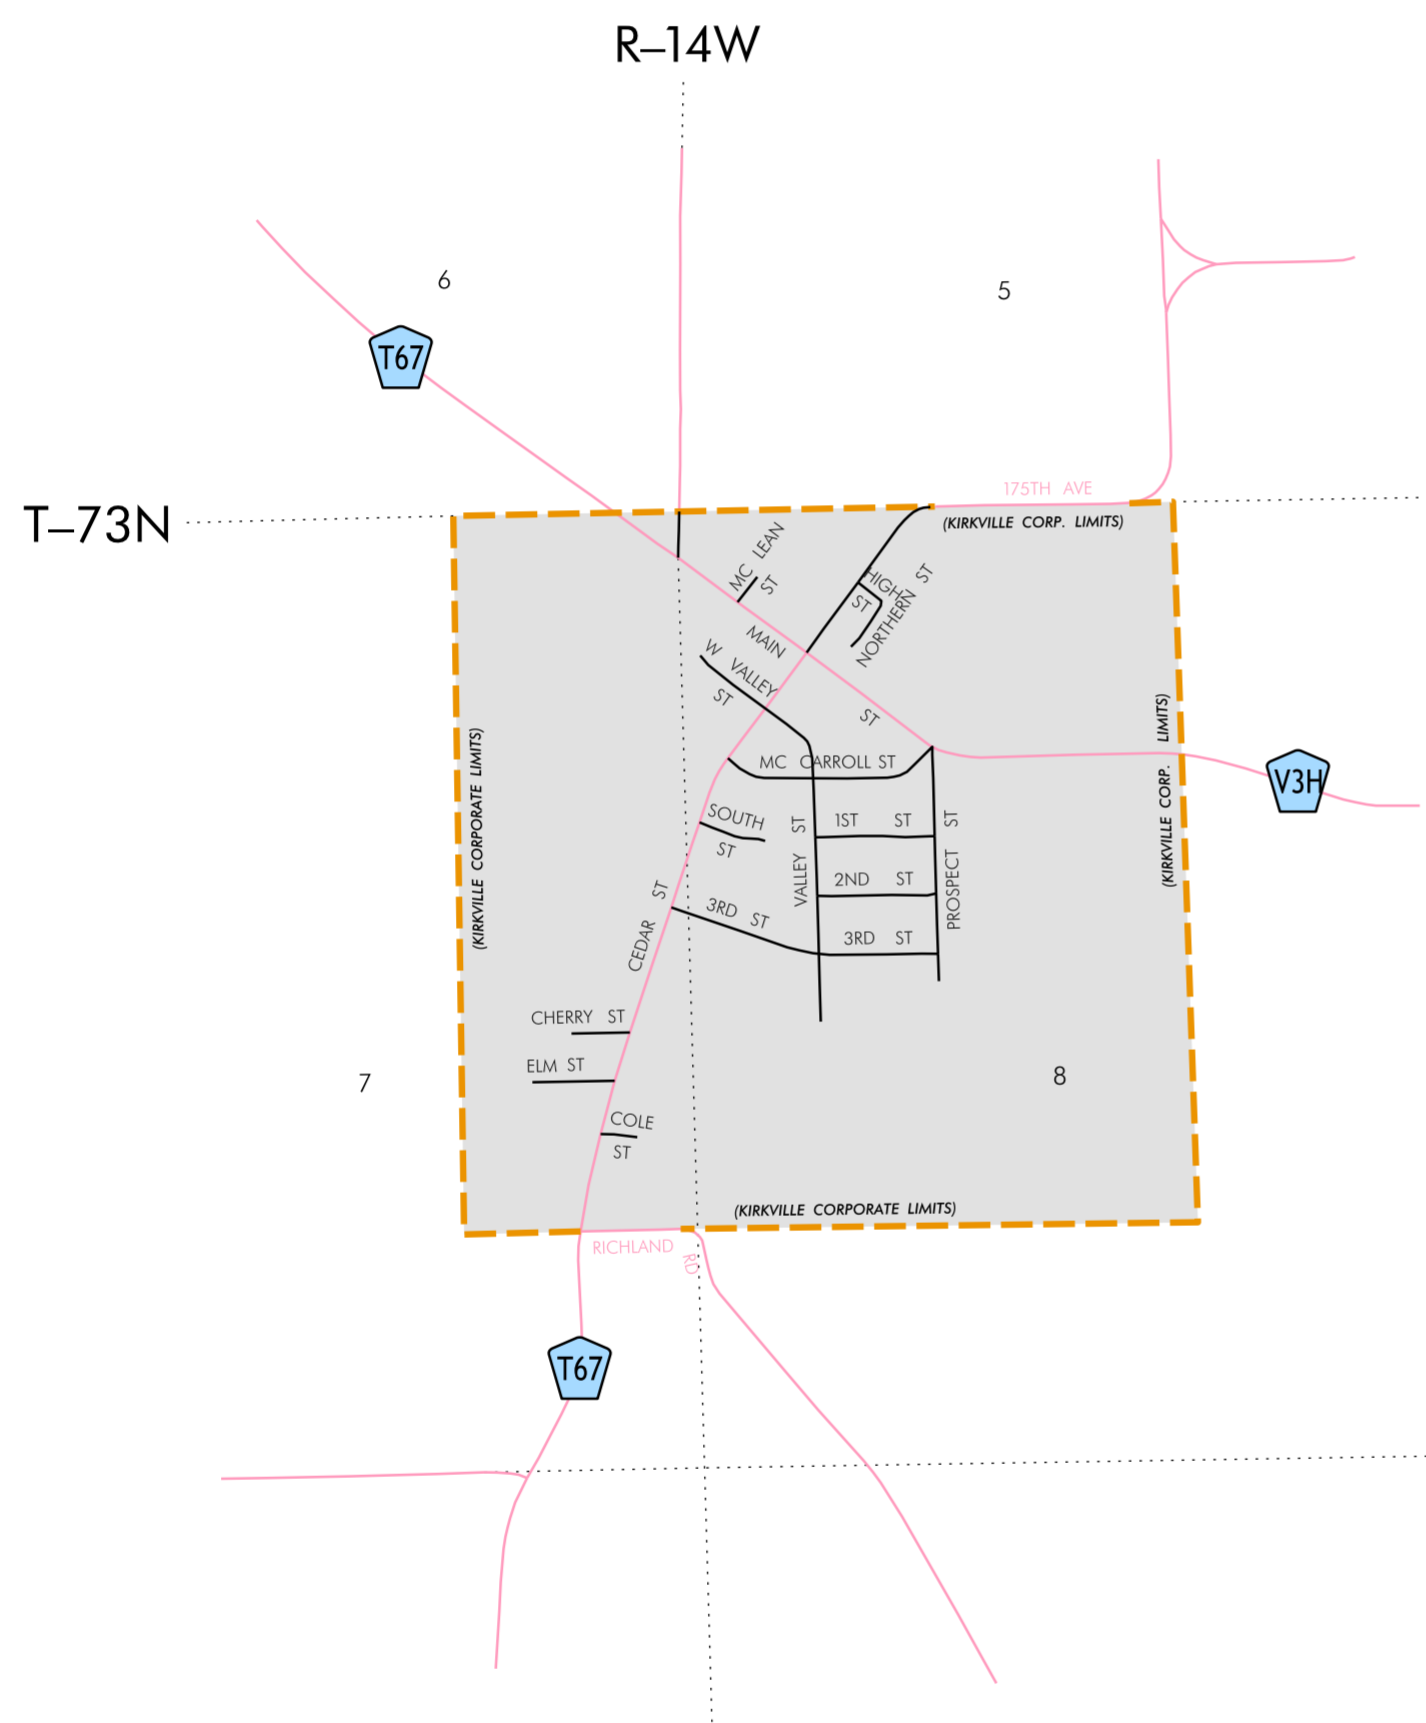 R–14W
6
5
T67
175TH AVE
T–73N
(KIRKVILLE CORP. LIMITS)
MC LEAN
ST
HIGH
ST
NORTHERN ST
MAIN
ST
W VALLEY
ST
(KIRKVILLE CORP. LIMITS)
(KIRKVILLE CORPORATE LIMITS)
MC CARROLL ST
V3H
SOUTH
ST
VALLEY ST
1ST ST
PROSPECT ST
2ND ST
3RD ST
3RD ST
CEDAR ST
CHERRY ST
ELM ST
7
8
COLE
ST
(KIRKVILLE CORPORATE LIMITS)
RICHLAND RD
T67